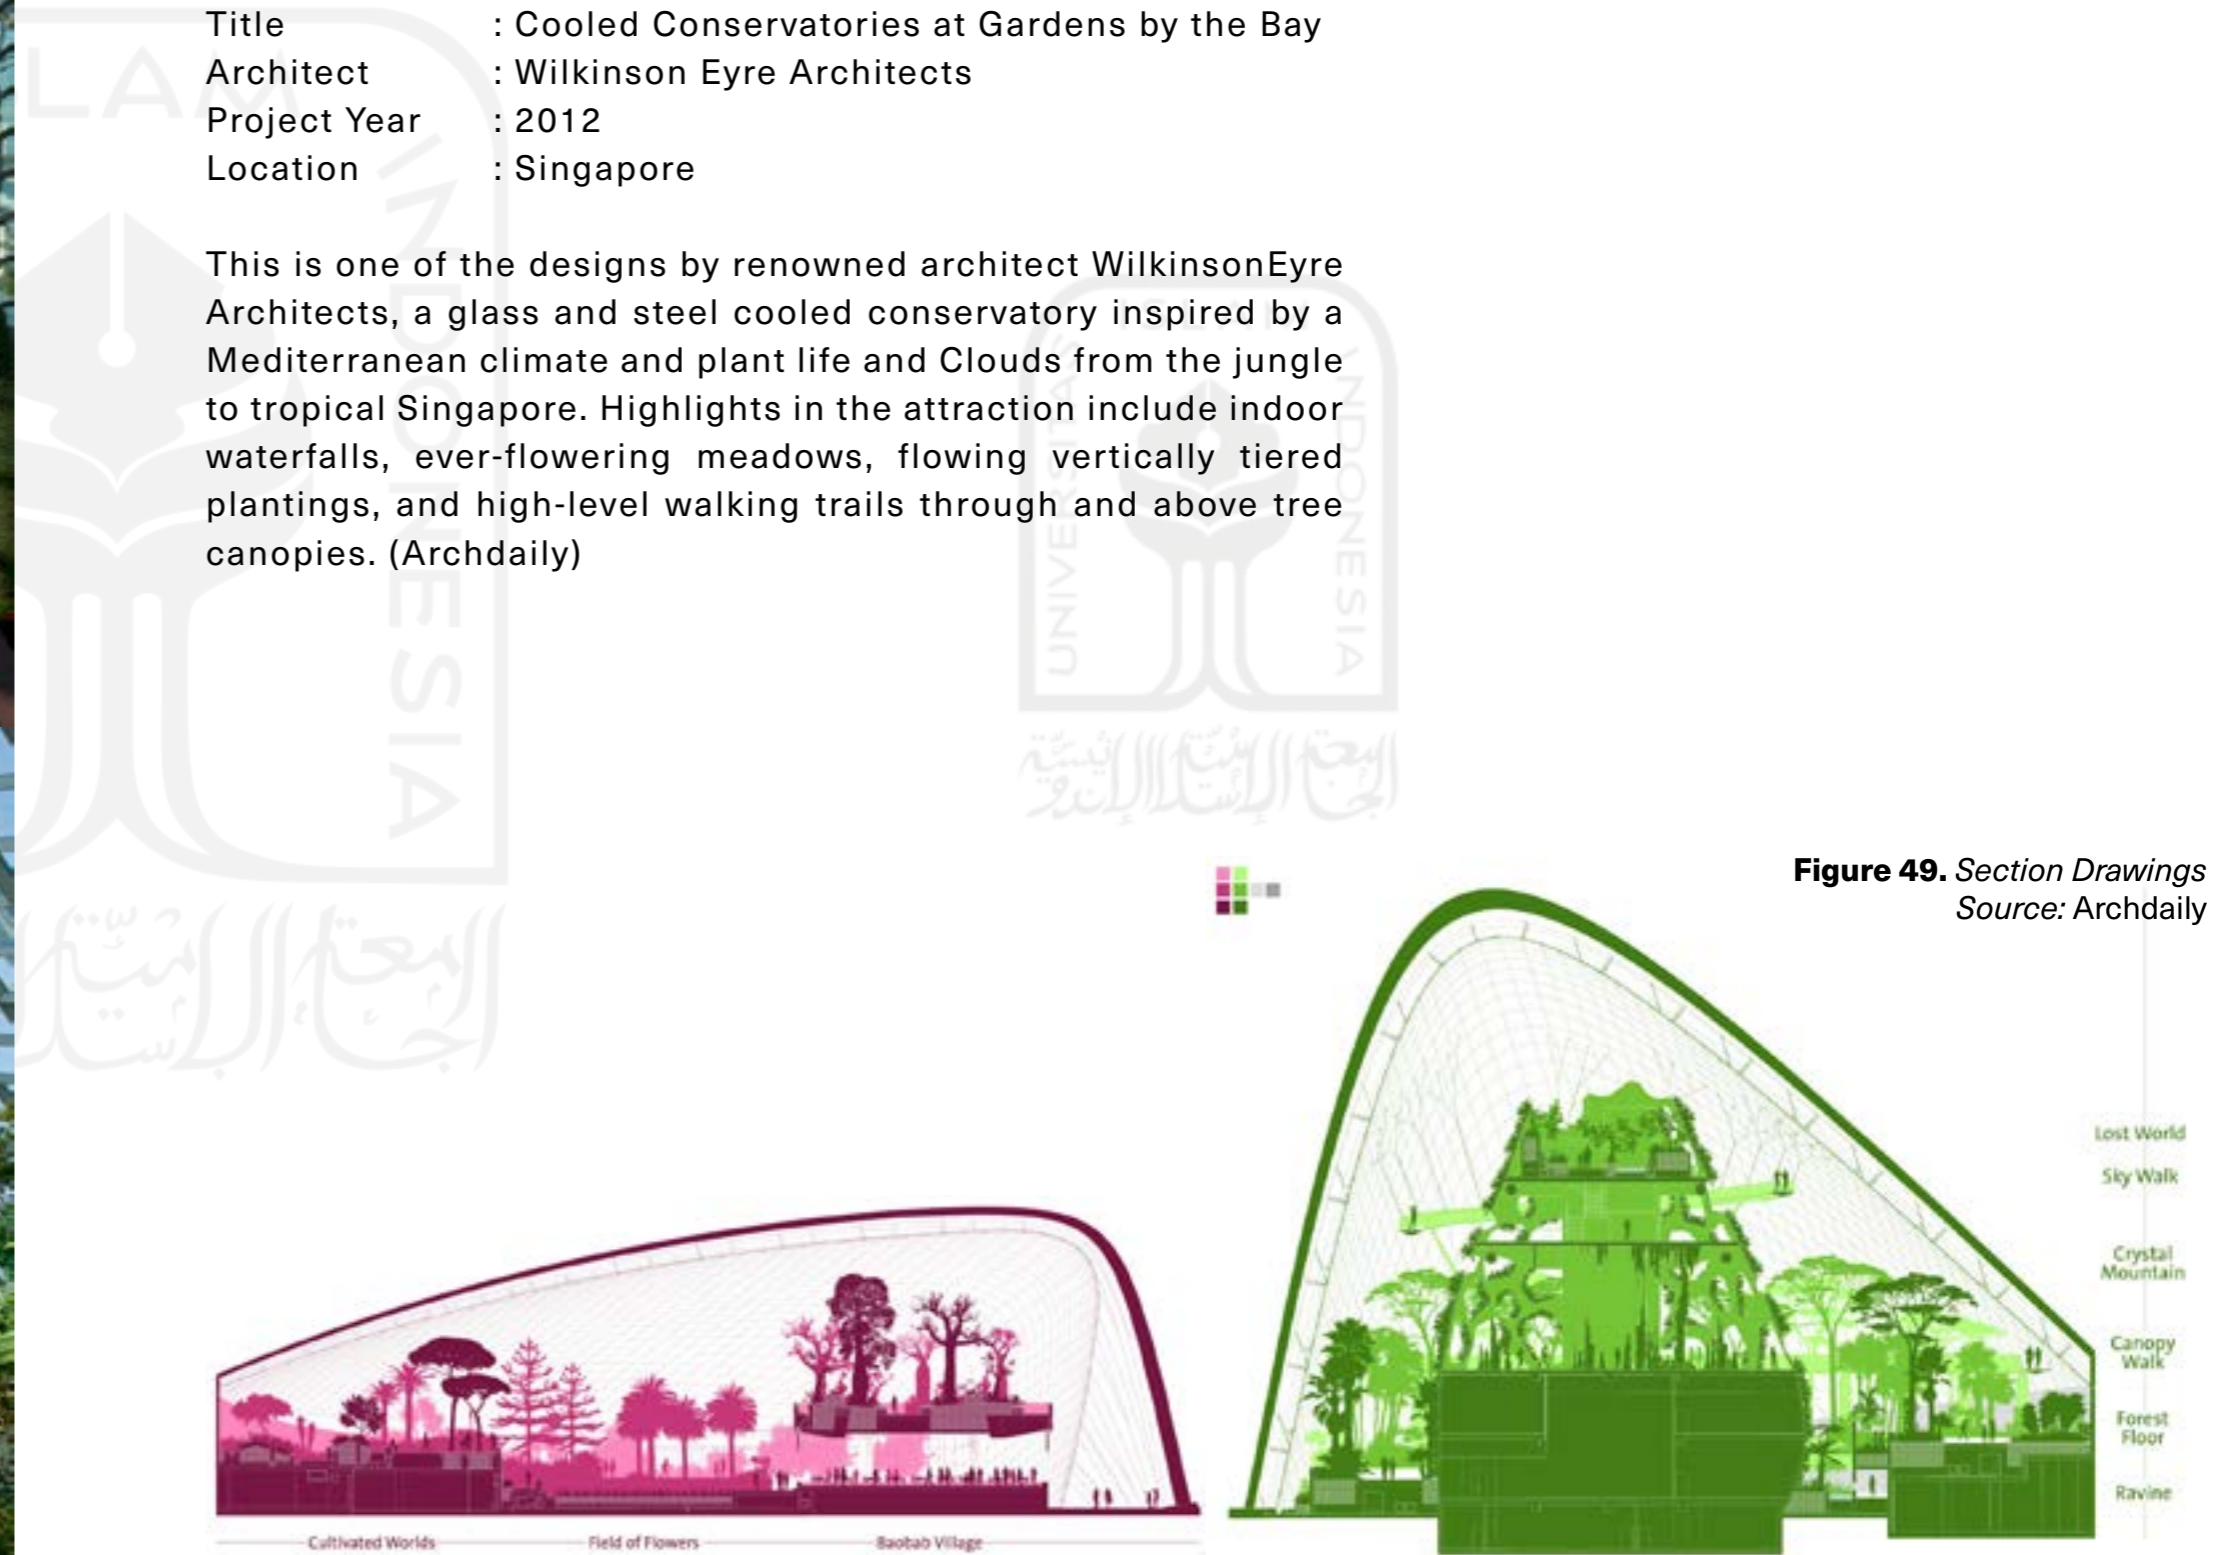 Title : Cooled Conservatories at Gardens by the Bay
Architect : Wilkinson Eyre Architects
Project Year : 2012
Location : Singapore
This is one of the designs by renowned architect WilkinsonEyre
Architects, a glass and steel cooled conservatory inspired by a
Mediterranean climate and plant life and Clouds from the jungle
to tropical Singapore. Highlights in the attraction include indoor
waterfalls, ever-flowering meadows, flowing vertically tiered
plantings, and high-level walking trails through and above tree
canopies. (Archdaily)
LAM
INDONESIA
ISLAM
UNIVERSITAS
INDONESIA
Figure 49. Section Drawings
Source: Archdaily
Lost World
Sky Walk
Crystal
Mountain
Canopy
Walk
Forest
Floor
Ravine
Cultivated Worlds
Field of Flowers
Baobab Village